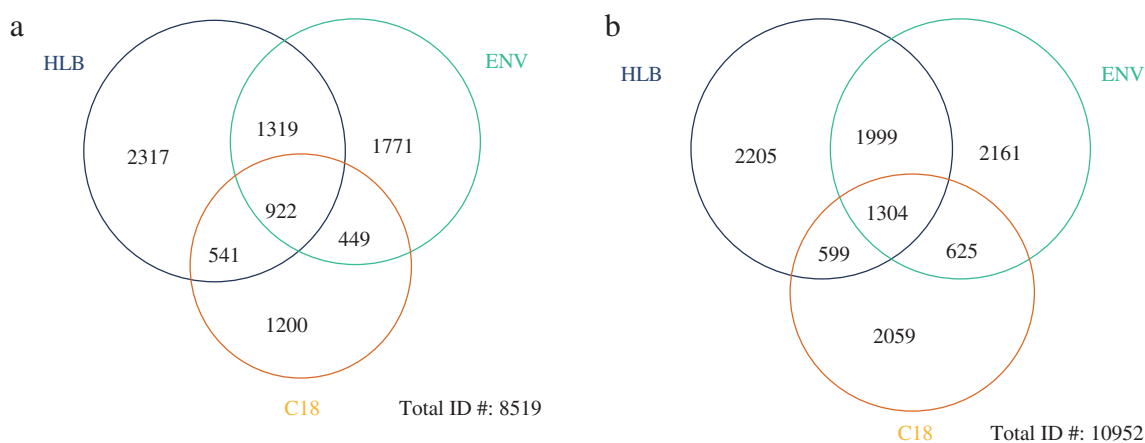 a
HLB
ENV
1319
2317
1771
922
541
449
1200
C18
Total ID #: 8519
b
HLB
ENV
1999
2205
2161
1304
599
625
2059
C18
Total ID #: 10952